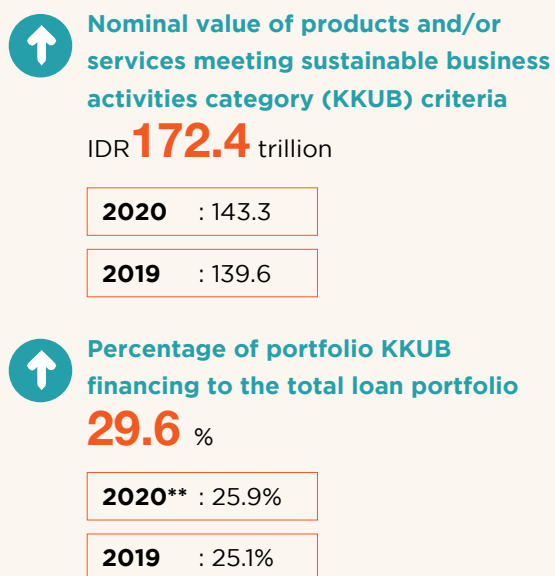 Nominal value of products and/or
services meeting sustainable business
activities category (KKUB) criteria
IDR 172.4 trillion
2020 : 143.3
2019 : 139.6
Percentage of portfolio KKUB
financing to the total loan portfolio
29.6 %
2020** : 25.9%
2019 : 25.1%